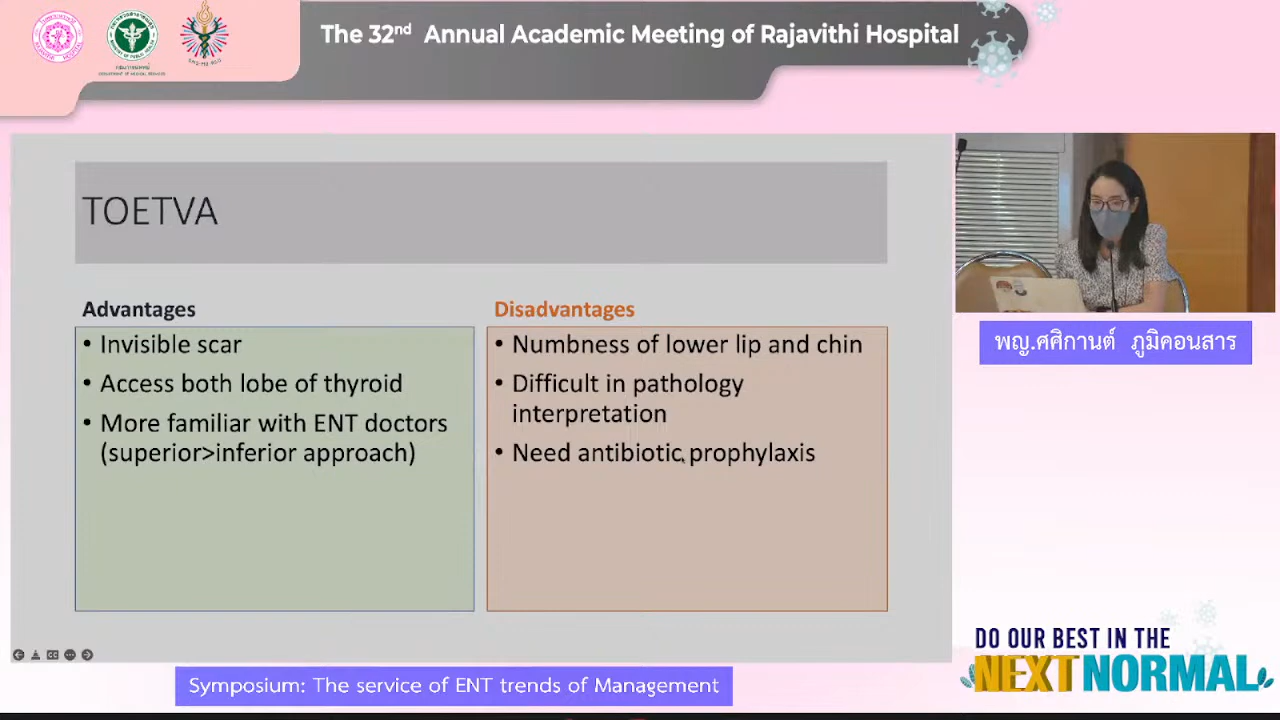 The 32nd Annual Academic Meeting of Rajavithi Hospital
TOETVA
Advantages
• Invisible scar
• Access both lobe of thyroid
• More familiar with ENT doctors
(superior>inferior approach)
Disadvantages
• Numbness of lower lip and chin
• Difficult in pathology
interpretation
• Need antibiotic prophylaxis
พญ.ศศิกานต์ ภูมิคอนสาร
DO OUR BEST IN THE
NEXT NORMAL
Symposium: The service of ENT trends of Management